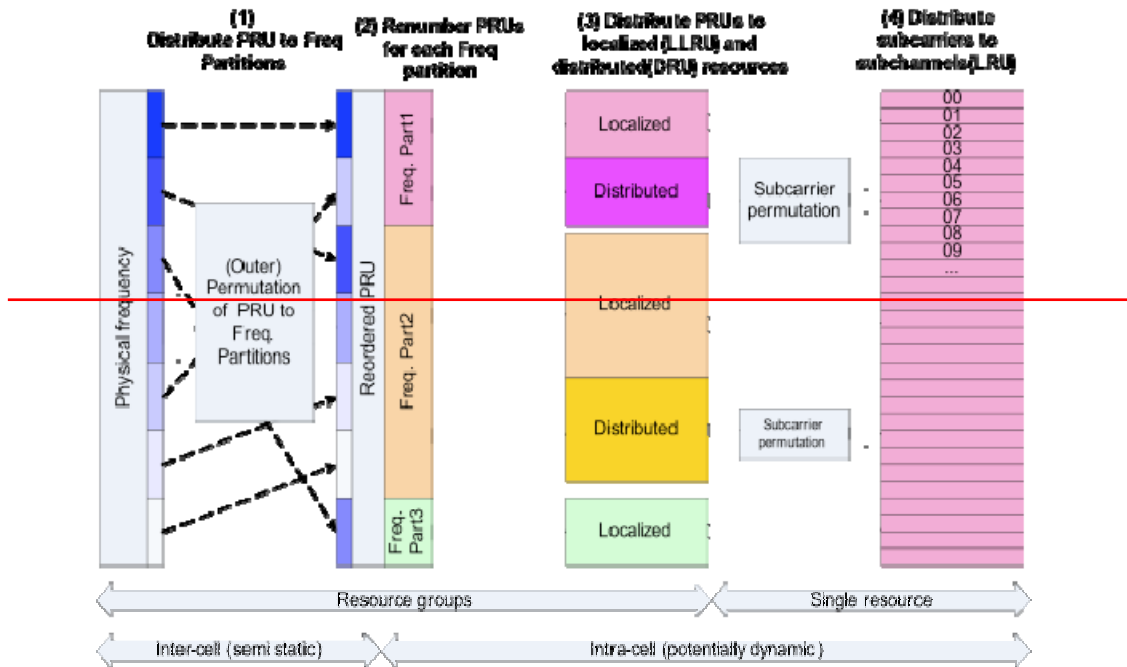 (1)
Distribute PRU to Freq
Partitions
(2) Renumber PRUs
for each Freq
partition
(3) Distribute PRUs to
localized(LLRU) and
distributed(DRU) resources
(4) Distribute
subcarriers to
subchannels(LRU)
Physical frequency
(Outer)
Permutation
of PRU to
Freq.
Partitions
Reordered PRU
Freq. Part1
Freq. Part2
Freq.
Part3
Localized
Distributed
Localized
Distributed
Localized
Subcarrier
permutation
Subcarrier
permutation
00
01
02
03
04
05
06
07
08
09
...
Resource groups
Single resource
Inter-cell (semi static)
Intra-cell (potentially dynamic)